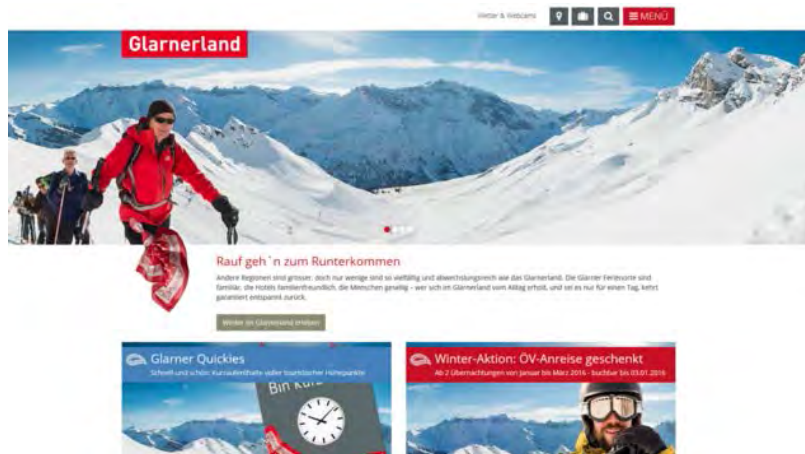 Wetter & Webcams
MENÜ
Glarnerland
Rauf geh`n zum Runterkommen
Andere Regionen sind grösser, doch nur wenige sind so vielfältig und abwechslungsreich wie das Glarnerland. Die Glarner Ferienorte sind
familiär, die Hotels familienfreundlich, die Menschen gesellig – wer sich im Glarnerland vom Alltag erholt, und sei es nur für einen Tag, kehrt
garantiert entspannt zurück.
Winter im Glarnerland erleben
Glarner Quickies
Schnell und schön: Kurzaufenthalte voller touristischer Höhepunkte
Bin kurz
Winter-Aktion: ÖV-Anreise geschenkt
Ab 2 Übernachtungen von Januar bis März 2016 - buchbar bis 03.01.2016